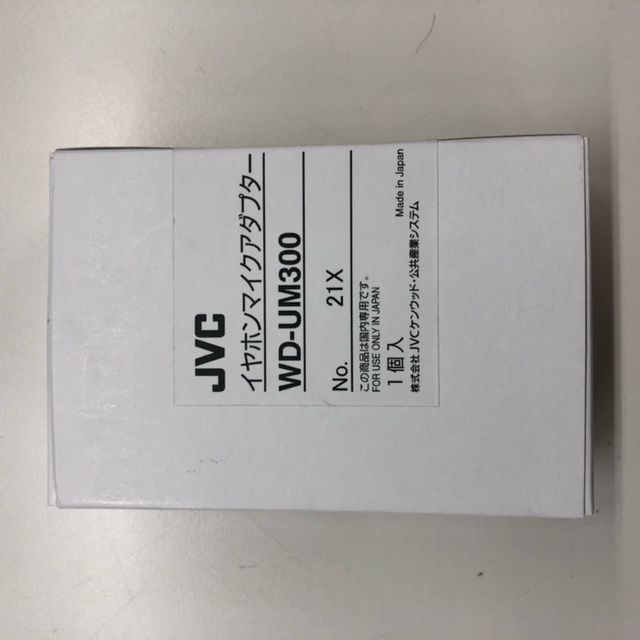 JVC
イヤホンマイクアダプター
WD-UM300
No. 21X
この商品は国内専用です。
FOR USE ONLY IN JAPAN
1個入 Made in Japan
株式会社 JVCケンウッド・公共産業システム